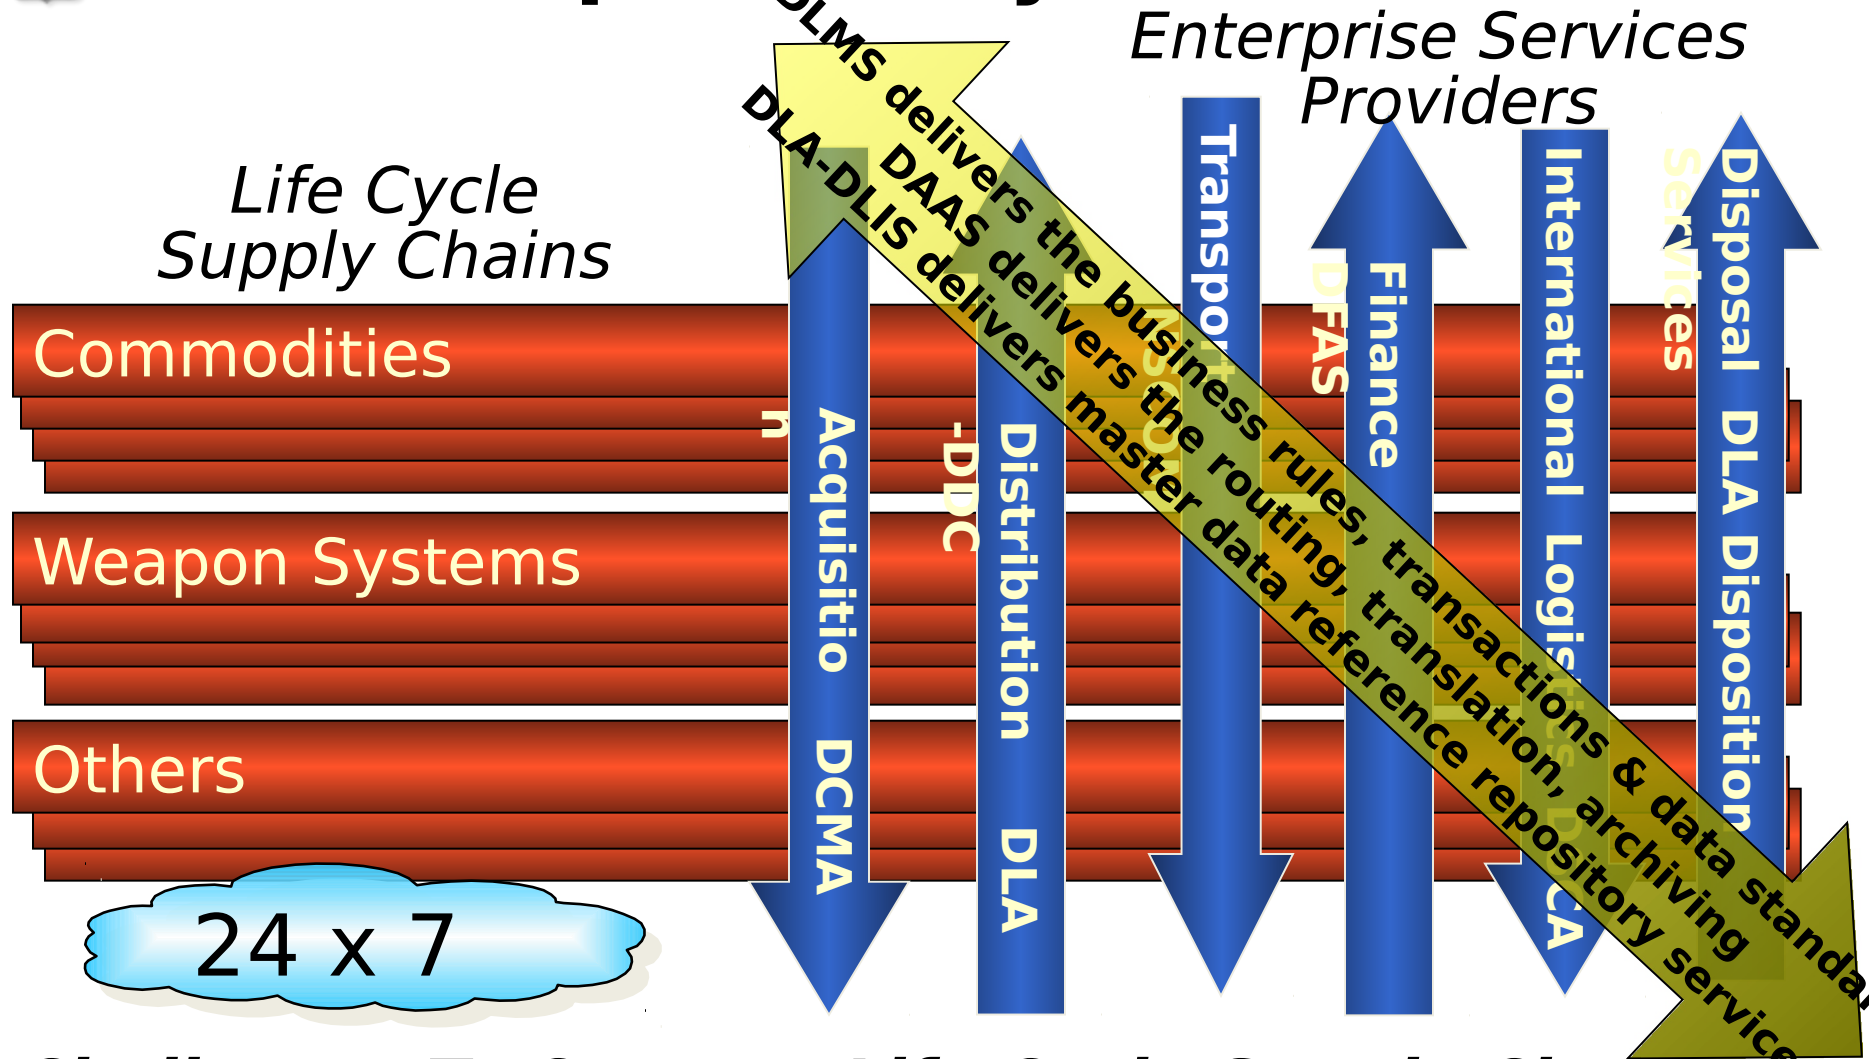 Enterprise Services
Providers
Life Cycle
Supply Chains
Commodities
Weapon Systems
Others
24 x 7
Acquisitio
n
DCMA
Distribution
-DDC
DLA
Transport
Finance
DFAS
International Logistics DCA
Disposal DLA Disposition
Services
DLMS delivers the business rules, transactions & data standa
DAAS delivers the routing, translation, archiving
DLA-DLIS delivers master data reference repository service